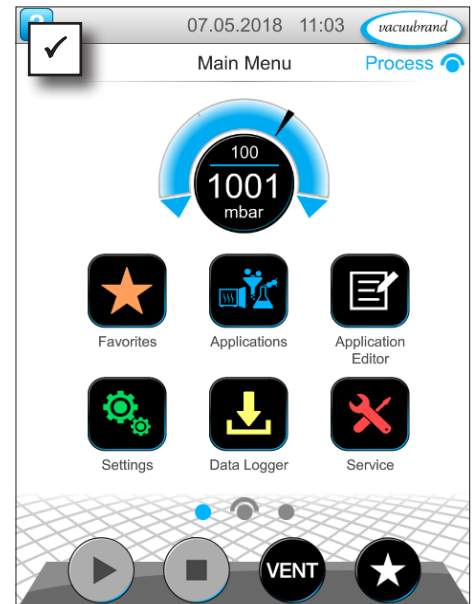 ?
07.05.2018 11:03
vacuubrand
Main Menu
Process
100
1001
mbar
Favorites
Applications
Application
Editor
Settings
Data Logger
Service
VENT